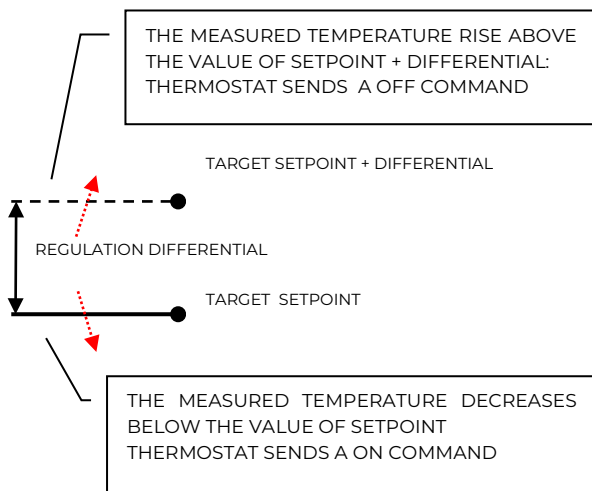 THE MEASURED TEMPERATURE RISE ABOVE
THE VALUE OF SETPOINT + DIFFERENTIAL:
THERMOSTAT SENDS A OFF COMMAND
TARGET SETPOINT + DIFFERENTIAL
REGULATION DIFFERENTIAL
TARGET SETPOINT
THE MEASURED TEMPERATURE DECREASES
BELOW THE VALUE OF SETPOINT
THERMOSTAT SENDS A ON COMMAND